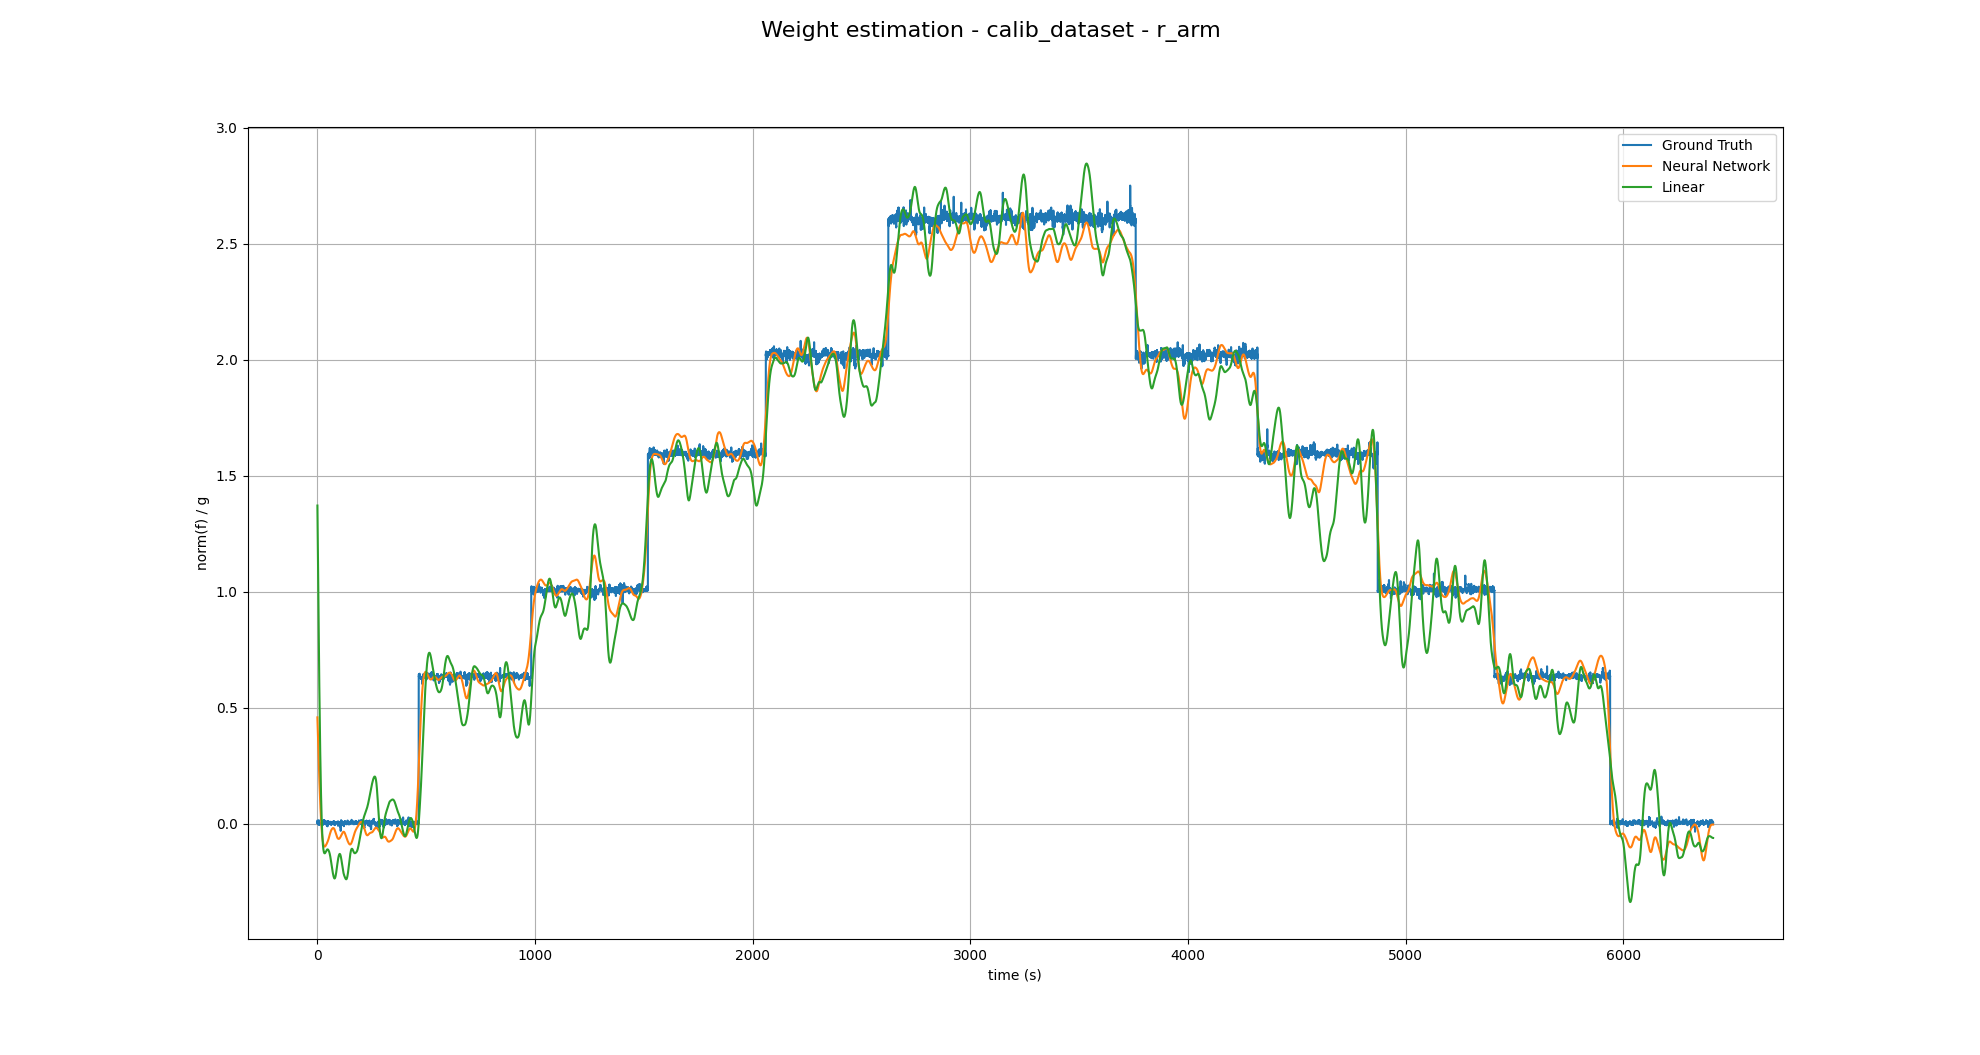 Weight estimation - calib_dataset - r_arm
3.0
2.5
2.0
1.5
1.0
0.5
0.0
norm(f) / g
Ground Truth
Neural Network
Linear
0
1000
2000
3000
4000
5000
6000
time (s)